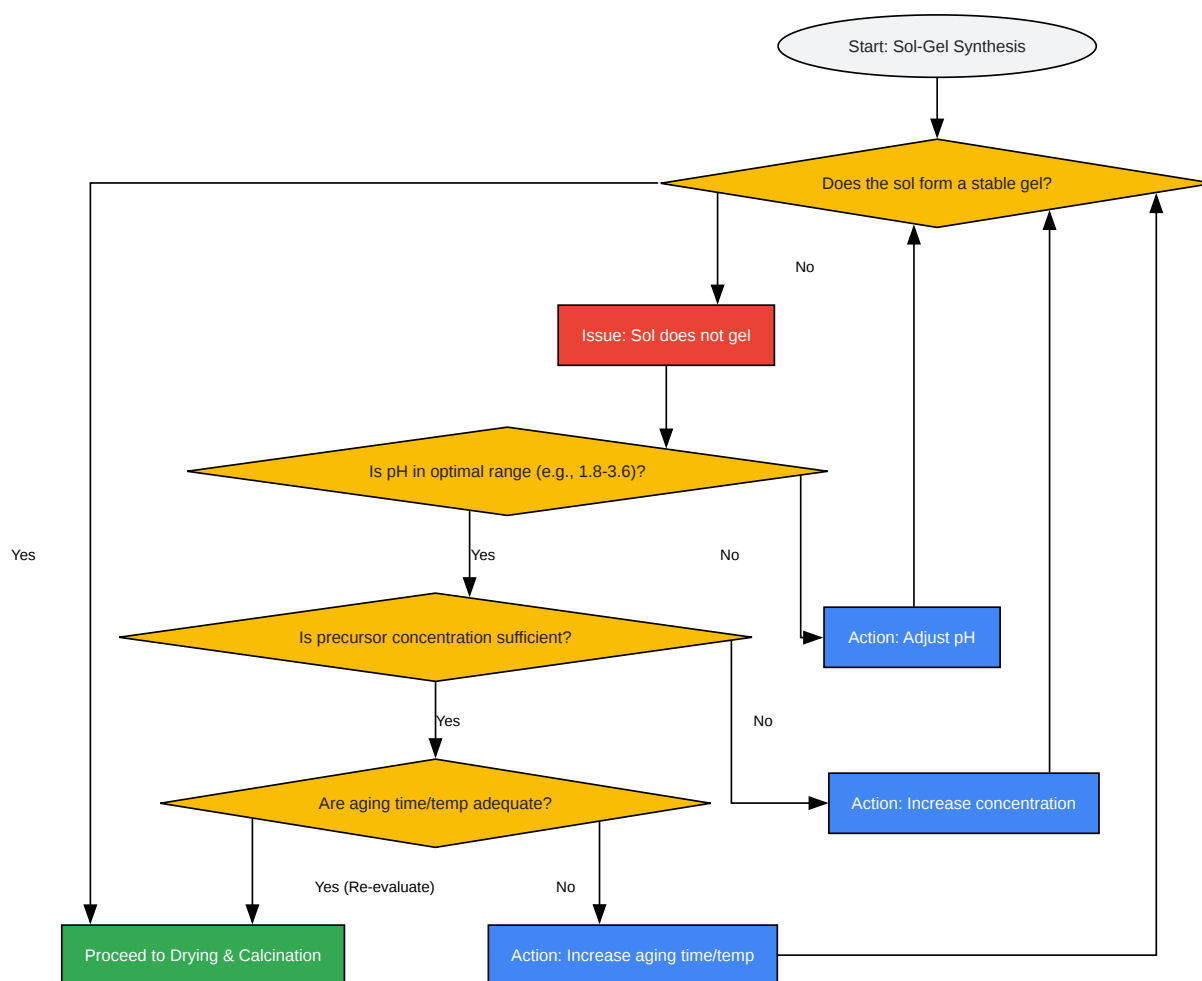 Start: Sol-Gel Synthesis
Does the sol form a stable gel?
No
Issue: Sol does not gel
Is pH in optimal range (e.g., 1.8-3.6)?
Yes
Yes
No
Is precursor concentration sufficient?
Action: Adjust pH
Yes
No
Are aging time/temp adequate?
Action: Increase concentration
Yes (Re-evaluate)
No
Proceed to Drying & Calcination
Action: Increase aging time/temp